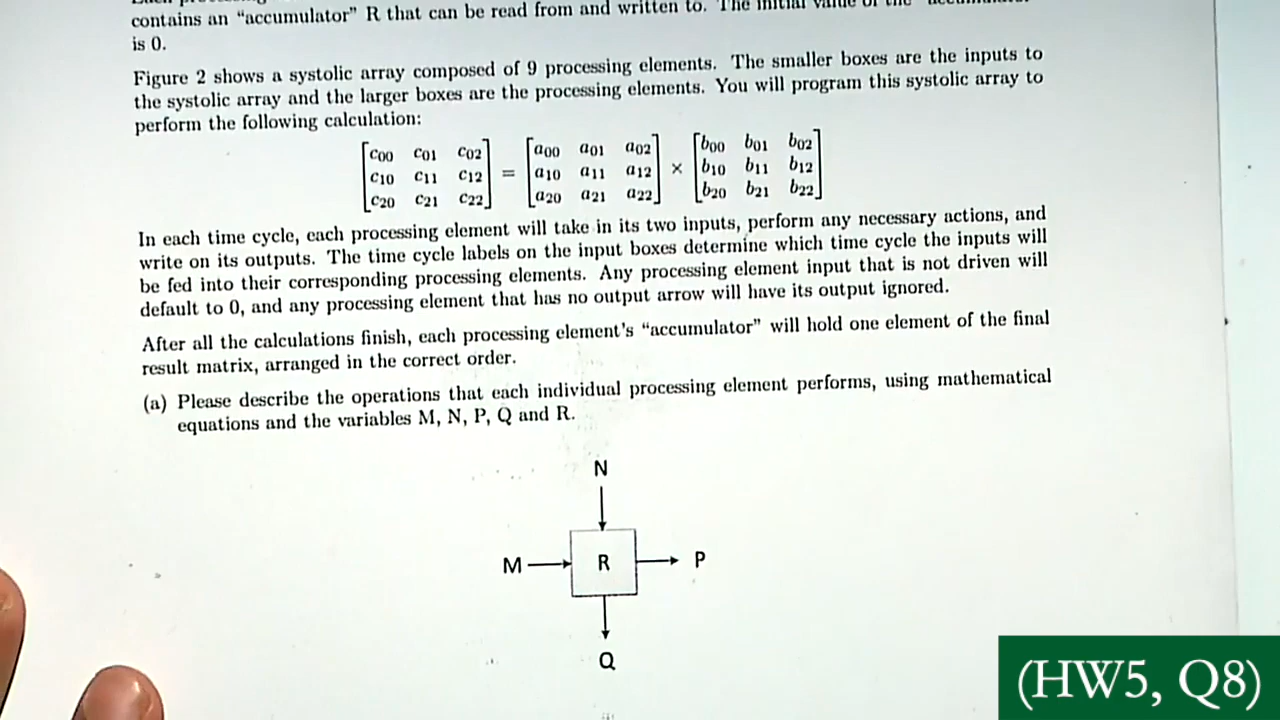 contains an “accumulator” R that can be read from and written to. The initial value of the
is 0.
Figure 2 shows a systolic array composed of 9 processing elements. The smaller boxes are the inputs to
the systolic array and the larger boxes are the processing elements. You will program this systolic array to
perform the following calculation:
c00 c01 c02   a00 a01 a02   b00 b01 b02
c10 c11 c12 = a10 a11 a12 × b10 b11 b12
c20 c21 c22   a20 a21 a22   b20 b21 b22
In each time cycle, each processing element will take in its two inputs, perform any necessary actions, and
write on its outputs. The time cycle labels on the input boxes determine which time cycle the inputs will
be fed into their corresponding processing elements. Any processing element input that is not driven will
default to 0, and any processing element that has no output arrow will have its output ignored.
After all the calculations finish, each processing element’s “accumulator” will hold one element of the final
result matrix, arranged in the correct order.
(a) Please describe the operations that each individual processing element performs, using mathematical
equations and the variables M, N, P, Q and R.
N
M R P
Q
(HW5, Q8)